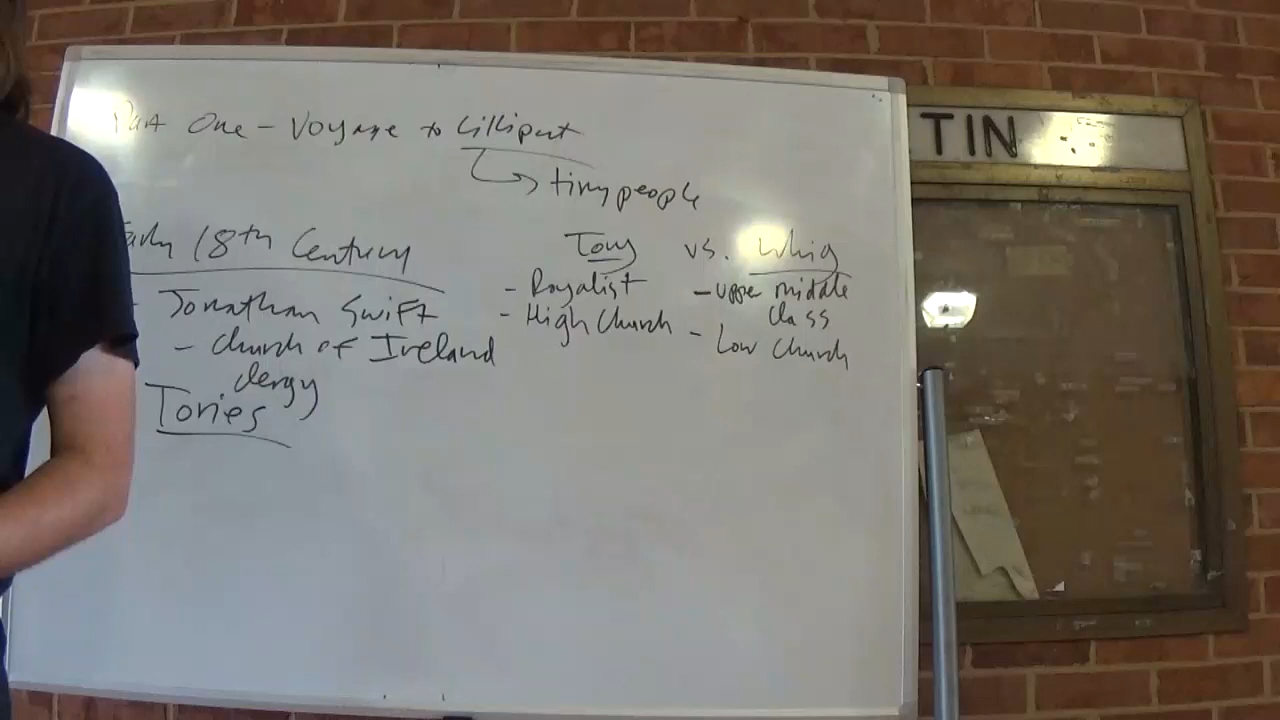 Part One - Voyage to Lilliput
tiny people
Early 18th Century
Jonathan Swift
- Church of Ireland
clergy
Tories
Tory vs. Whig
- Royalist
- High Church
- upper middle
class
- Low Church
TIN